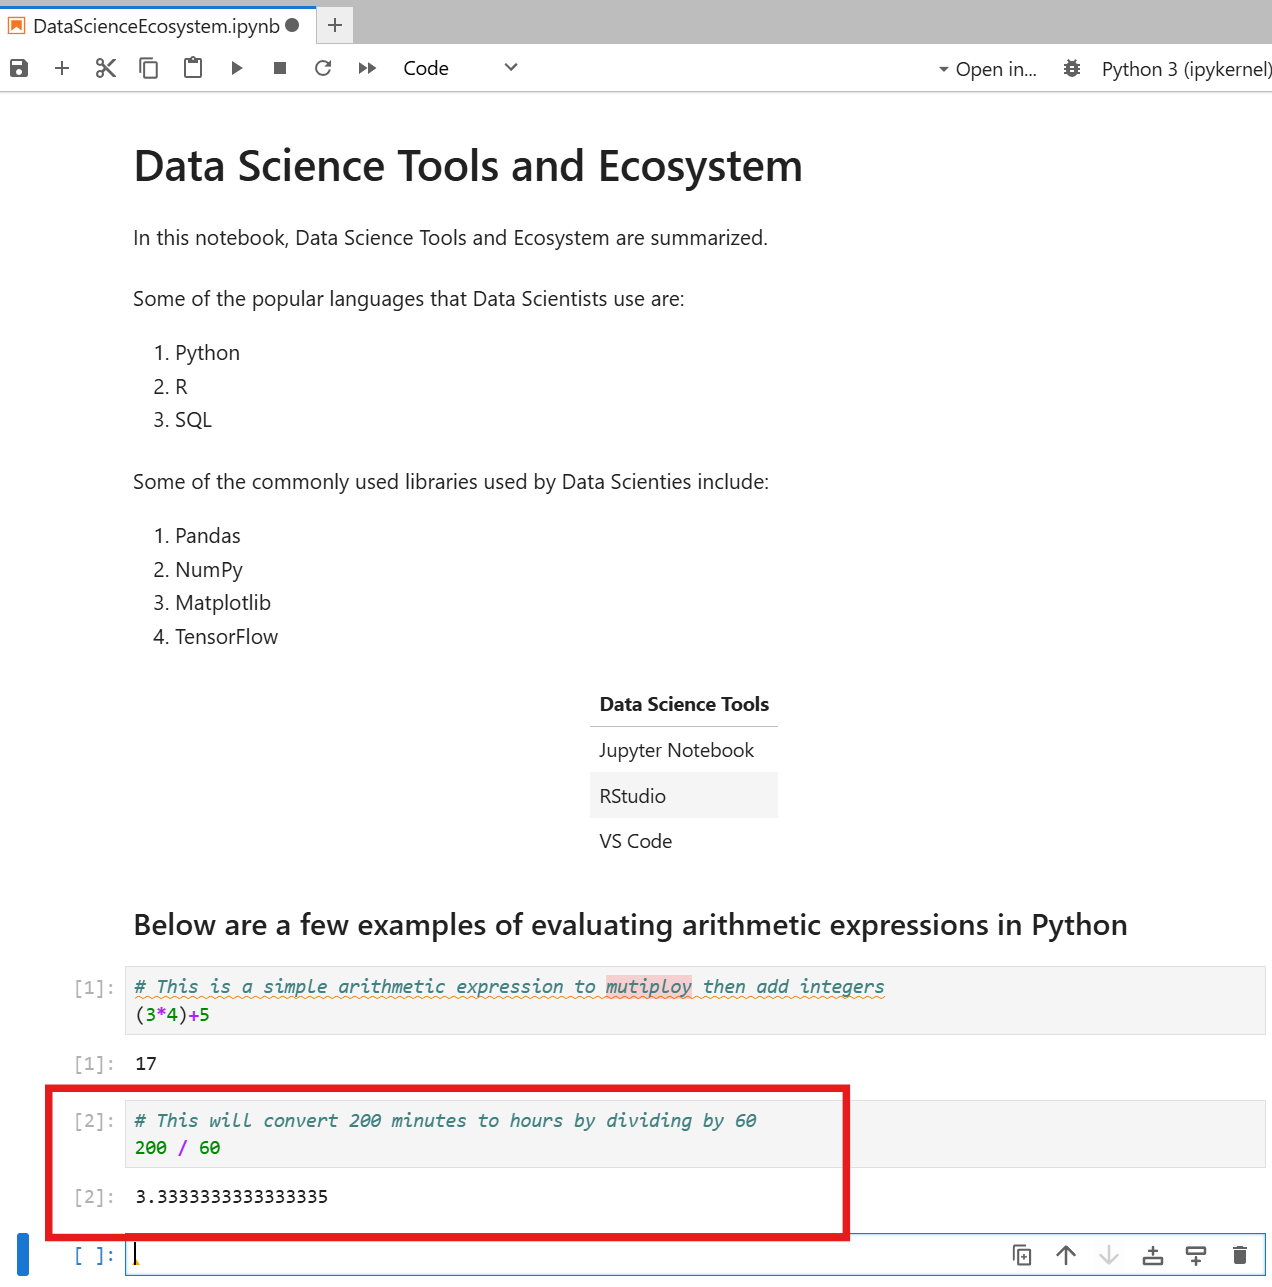 DataScienceEcosystem.ipynb
Code
Open in...
Python 3 (ipykernel)
Data Science Tools and Ecosystem
In this notebook, Data Science Tools and Ecosystem are summarized.
Some of the popular languages that Data Scientists use are:
1. Python
2. R
3. SQL
Some of the commonly used libraries used by Data Scienties include:
1. Pandas
2. NumPy
3. Matplotlib
4. TensorFlow
Data Science Tools
Jupyter Notebook
RStudio
VS Code
Below are a few examples of evaluating arithmetic expressions in Python
[1]: # This is a simple arithmetic expression to mutiploy then add integers
(3*4)+5
[1]: 17
[2]: # This will convert 200 minutes to hours by dividing by 60
200 / 60
[2]: 3.3333333333333335
[ ]: